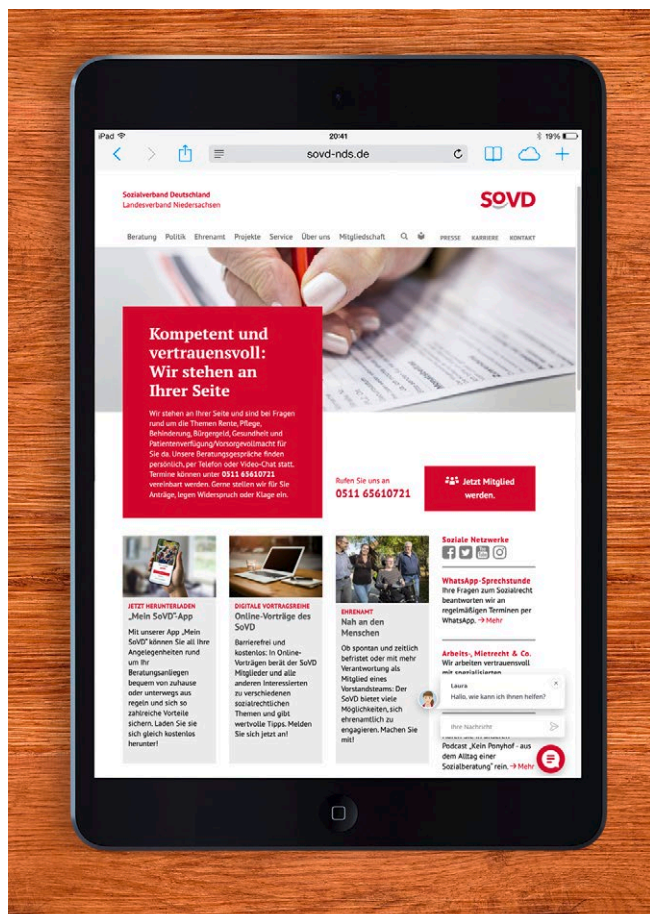 iPad
20:41
19%
sovd-nds.de
Sozialverband Deutschland
Landesverband Niedersachsen
SoVD
Beratung Politik Ehrenamt Projekte Service Über uns Mitgliedschaft PRESSE KARRIERE KONTAKT
Kompetent und
vertrauensvoll:
Wir stehen an
Ihrer Seite
Wir stehen an Ihrer Seite und sind bei Fragen
rund um die Themen Rente, Pflege,
Behinderung, Bürgergeld, Gesundheit und
Patientenverfügung/Vorsorgevollmacht für
Sie da. Unsere Beratungsgespräche finden
persönlich, per Telefon oder Video-Chat statt.
Termine können unter 0511 65610721
vereinbart werden. Gerne stellen wir für Sie
Anträge, legen Widerspruch oder Klage ein.
Rufen Sie uns an
0511 65610721
Jetzt Mitglied
werden.
JETZT HERUNTERLADEN
„Mein SoVD“-App
Mit unserer App „Mein
SoVD“ können Sie all Ihre
Angelegenheiten rund
um Ihr
Beratungsanliegen
bequem von zuhause
oder unterwegs aus
regeln und sich so
zahlreiche Vorteile
sichern. Laden Sie sie
sich gleich kostenlos
herunter!
DIGITALE VORTRAGSREIHE
Online-Vorträge des
SoVD
Barrierefrei und
kostenlos: In Online-
Vorträgen berät der SoVD
Mitglieder und alle
anderen Interessierten
zu verschiedenen
sozialrechtlichen
Themen und gibt
wertvolle Tipps. Melden
Sie sich jetzt an!
EHRENAMT
Nah an den
Menschen
Ob spontan und zeitlich
befristet oder mit mehr
Verantwortung als
Mitglied eines
Vorstandsteams: Der
SoVD bietet viele
Möglichkeiten, sich
ehrenamtlich zu
engagieren. Machen Sie
mit!
Soziale Netzwerke
WhatsApp-Sprechstunde
Ihre Fragen zum Sozialrecht
beantworten wir an
regelmäßigen Terminen per
WhatsApp. → Mehr
Arbeits-, Mietrecht & Co.
Wir arbeiten vertrauensvoll
mit spezialisierten
Laura
Hallo, wie kann ich Ihnen helfen?
Ihre Nachricht
Podcast „Kein Ponyhof - aus
dem Alltag einer
Sozialberatung“ rein. → Mehr